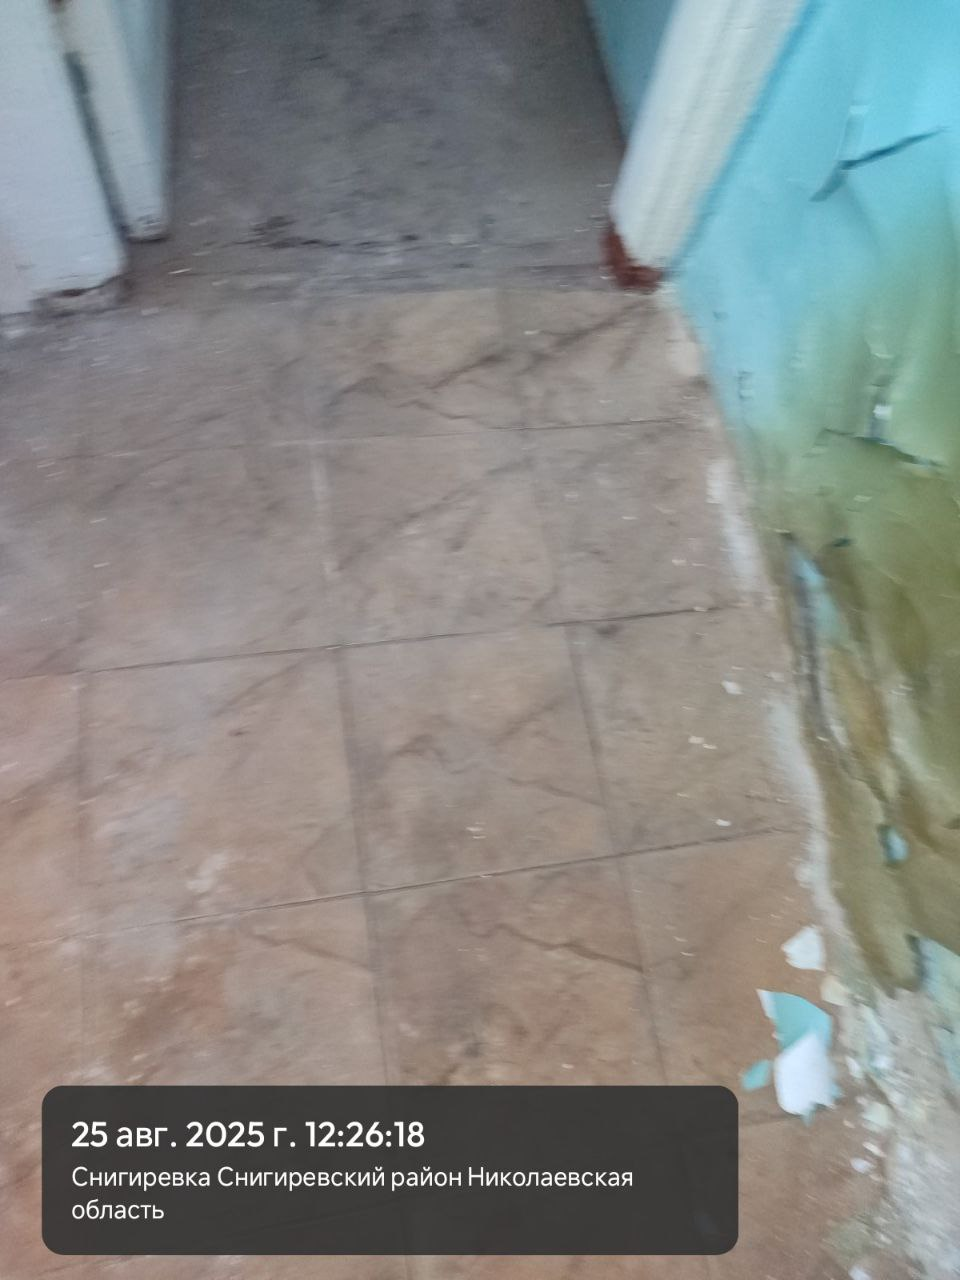 25 авг. 2025 г. 12:26:18
Снигиревка Снигиревский район Николаевская
область